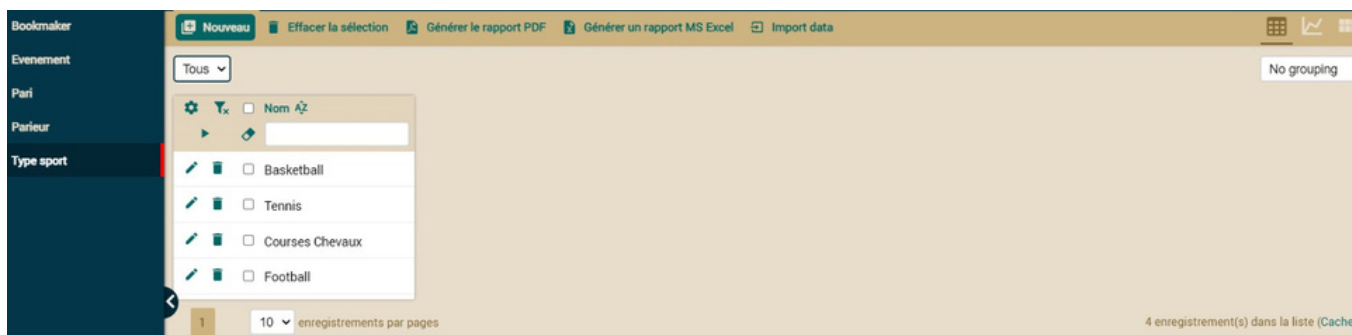 Bookmaker
Evenement
Pari
Parieur
Type sport
Nouveau Effacer la sélection Générer le rapport PDF Générer un rapport MS Excel Import data
Tous No grouping
Nom
Basketball
Tennis
Courses Chevaux
Football
1 10 enregistrements par pages 4 enregistrement(s) dans la liste (Cache